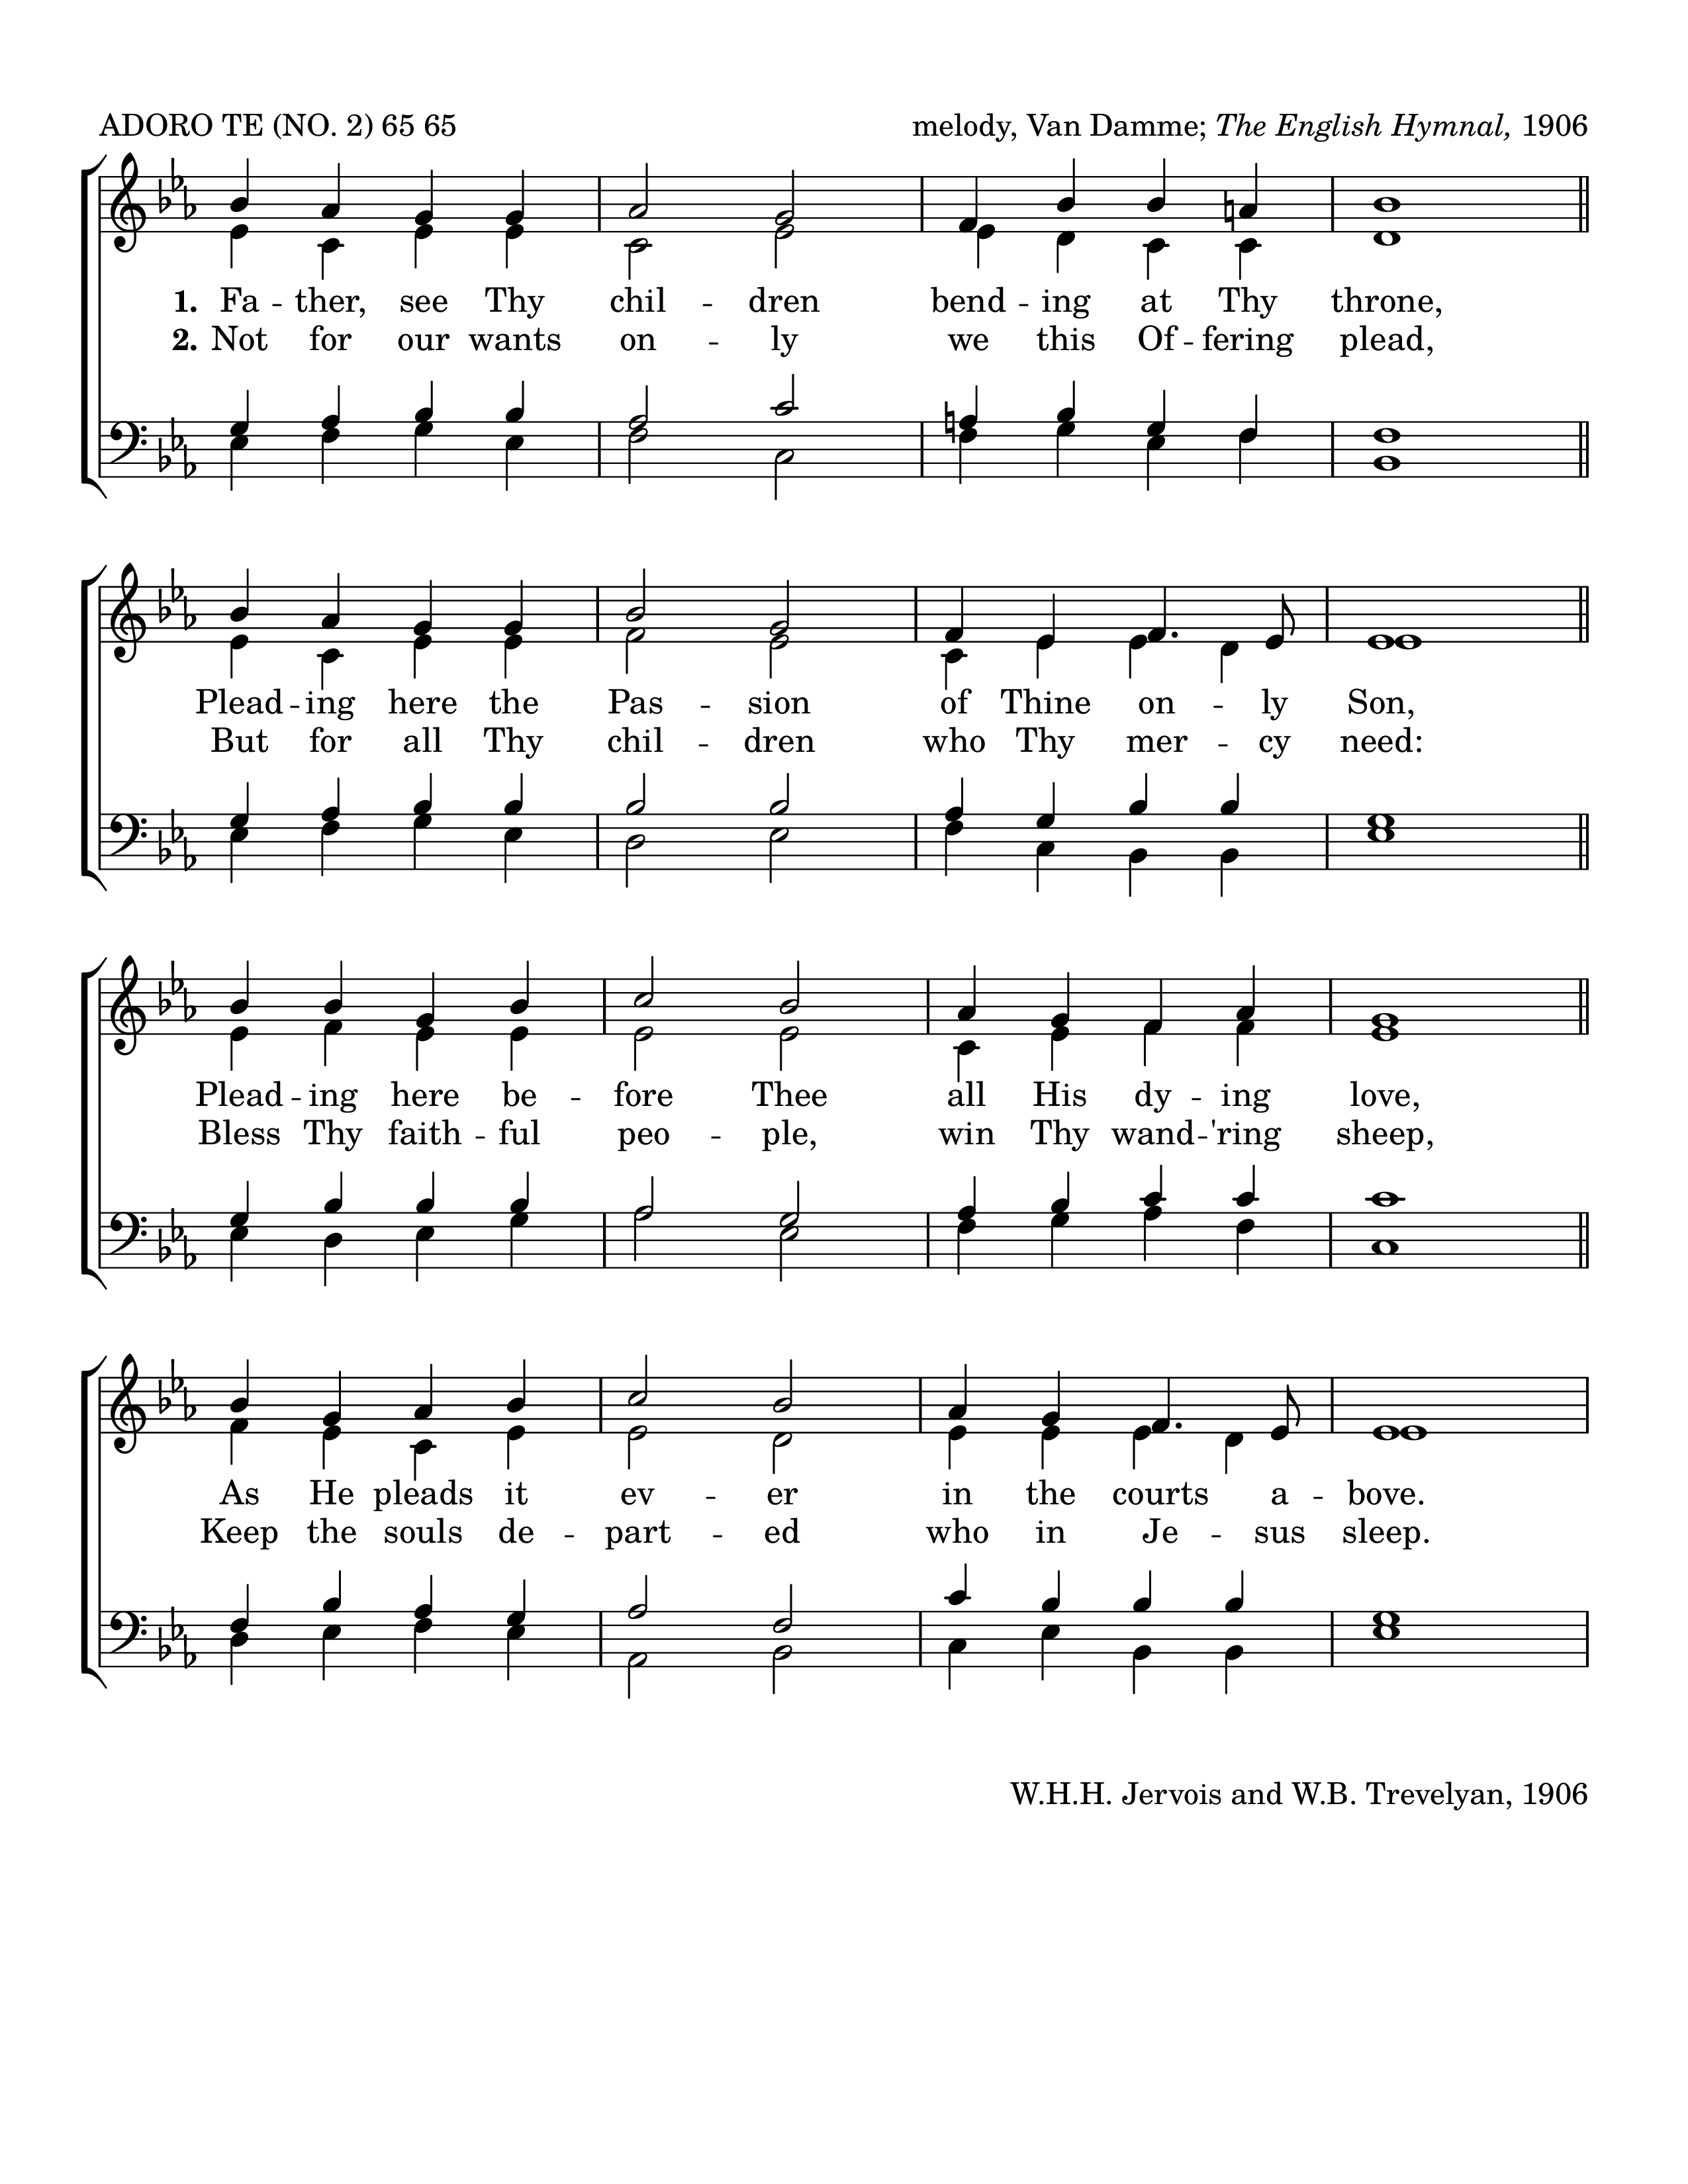 ADORO TE (NO. 2) 65 65 melody, Van Damme; The English Hymnal, 1906
1. Fa -- ther, see Thy chil -- dren bend -- ing at Thy throne,
2. Not for our wants on -- ly we this Of -- fering plead,
Plead -- ing here the Pas -- sion of Thine on -- ly Son,
But for all Thy chil -- dren who Thy mer -- cy need:
Plead -- ing here be -- fore Thee all His dy -- ing love,
Bless Thy faith -- ful peo -- ple, win Thy wand -- 'ring sheep,
As He pleads it ev -- er in the courts a -- bove.
Keep the souls de -- part -- ed who in Je -- sus sleep.
W.H.H. Jervois and W.B. Trevelyan, 1906